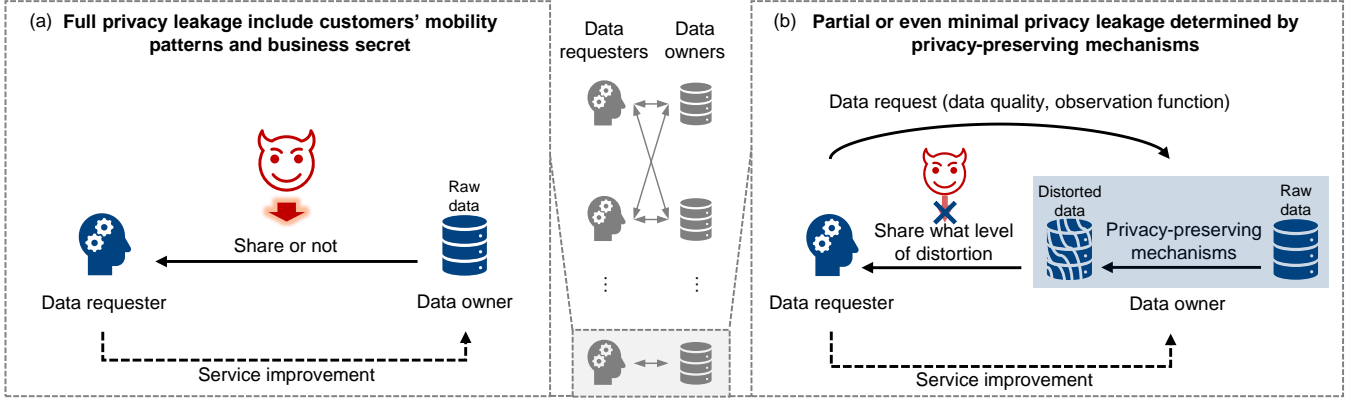 (a) Full privacy leakage include customers’ mobility
patterns and business secret
Share or not
Raw
data
Data requester
Data owner
Service improvement
Data
requesters
Data
owners
...
...
(b) Partial or even minimal privacy leakage determined by
privacy-preserving mechanisms
Data request (data quality, observation function)
Share what level
of distortion
Distorted
data
Privacy-preserving
mechanisms
Raw
data
Data requester
Data owner
Service improvement